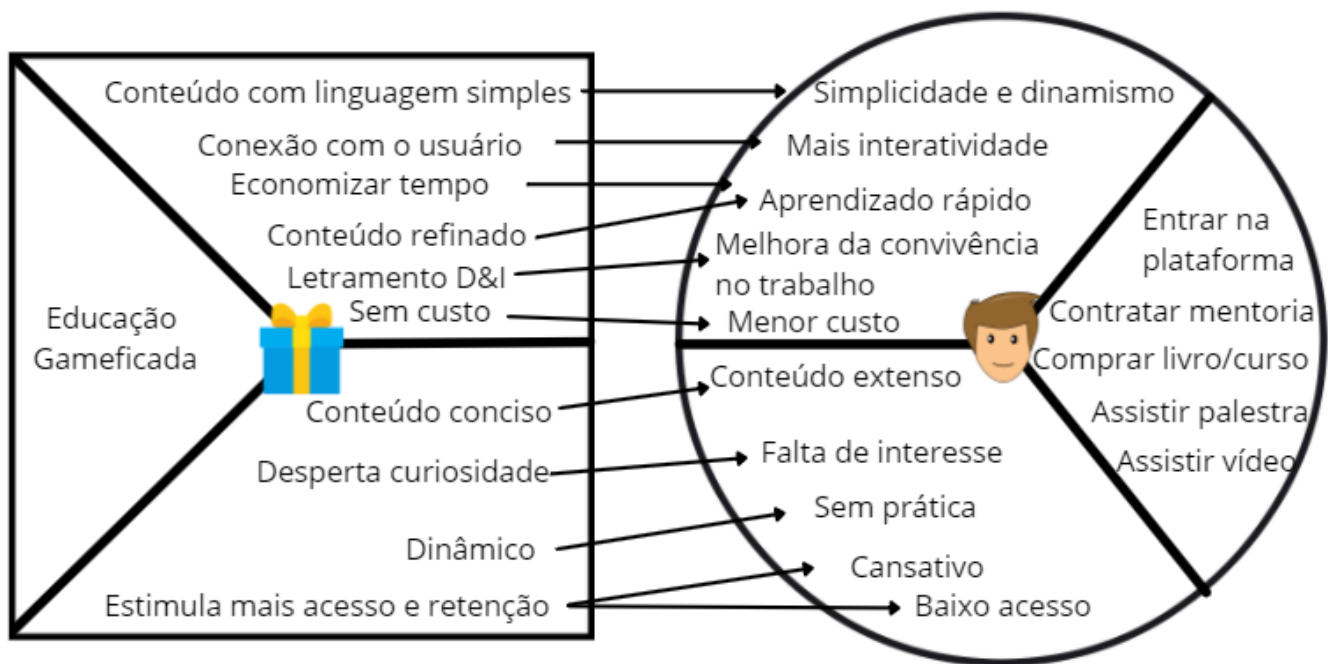 Conteúdo com linguagem simples
Conexão com o usuário
Economizar tempo
Conteúdo refinado
Letramento D&I
Sem custo
Educação
Gameficada
Conteúdo conciso
Desperta curiosidade
Dinâmico
Estimula mais acesso e retenção
Simplicidade e dinamismo
Mais interatividade
Aprendizado rápido
Melhora da convivência
no trabalho
Menor custo
Conteúdo extenso
Falta de interesse
Sem prática
Cansativo
Baixo acesso
Entrar na
plataforma
Contratar mentoria
Comprar livro/curso
Assistir palestra
Assistir vídeo